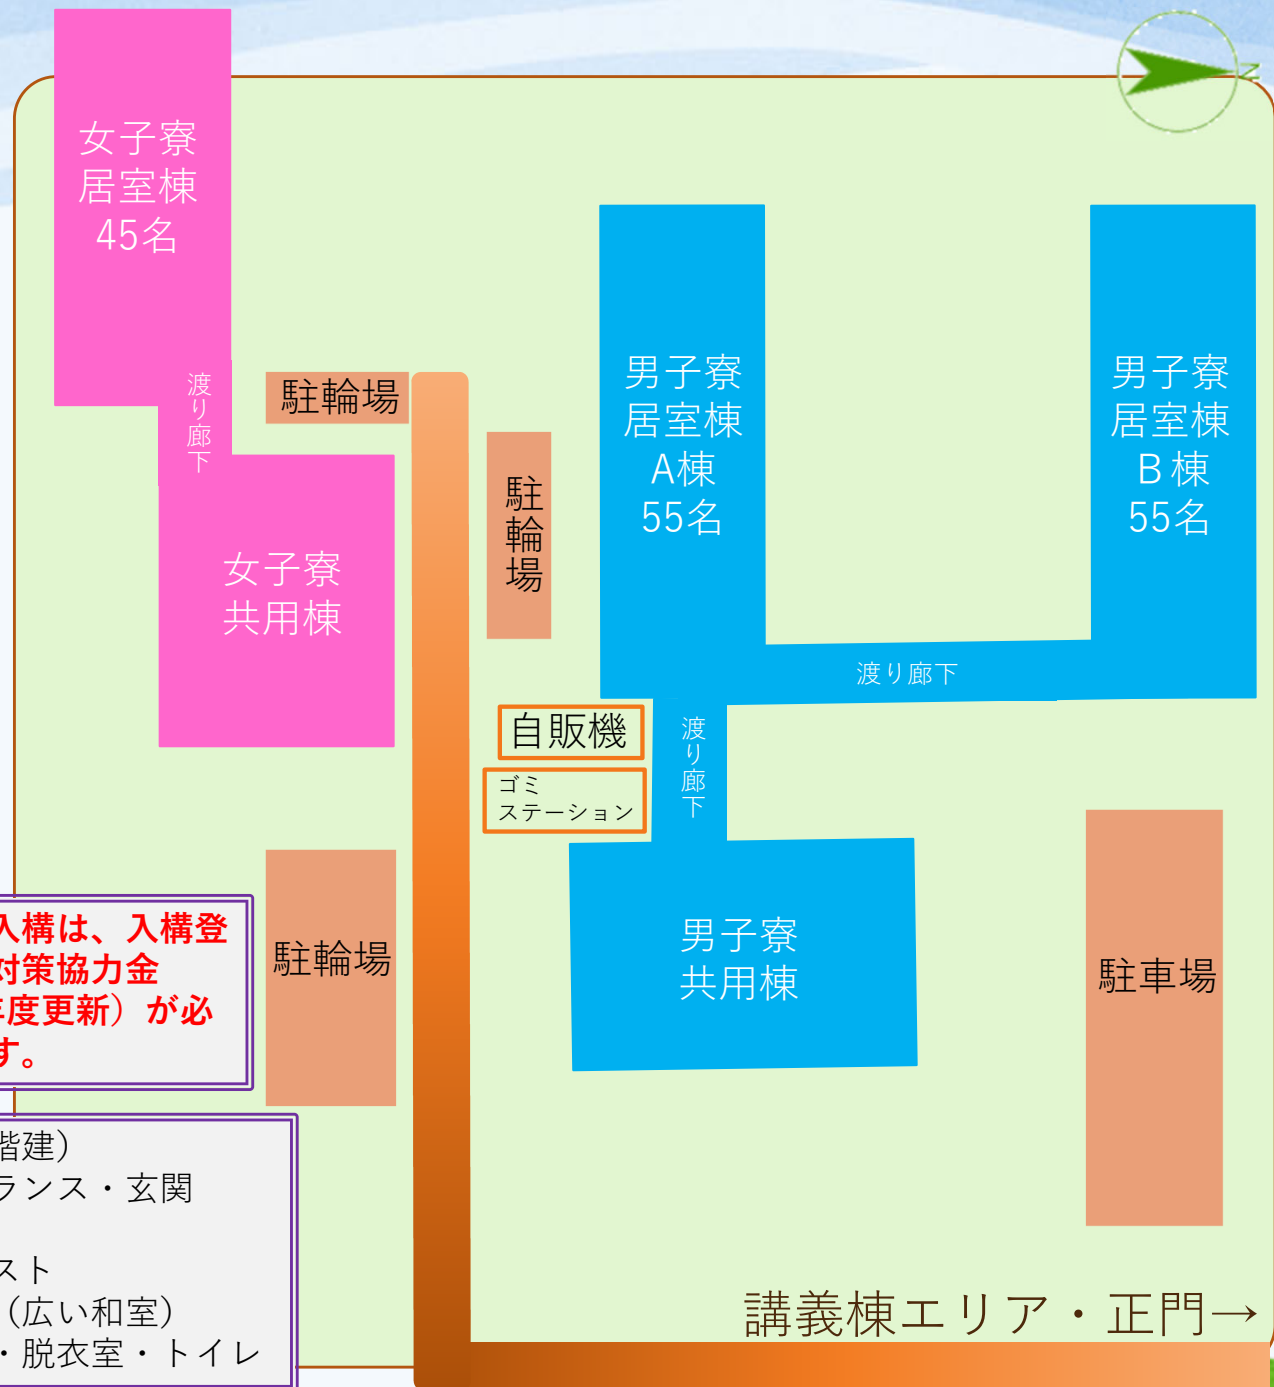 N
女子寮
居室棟
45名
渡り廊下
駐輪場
駐輪場
男子寮
居室棟
A棟
55名
男子寮
居室棟
B棟
55名
女子寮
共用棟
渡り廊下
自販機
渡り廊下
ゴミ
ステーション
男子寮
共用棟
駐輪場
駐車場
入構は、入構登
対策協力金
年度更新）が必
す。
階建）
ランス・玄関
スト
（広い和室）
・脱衣室・トイレ
講義棟エリア・正門→